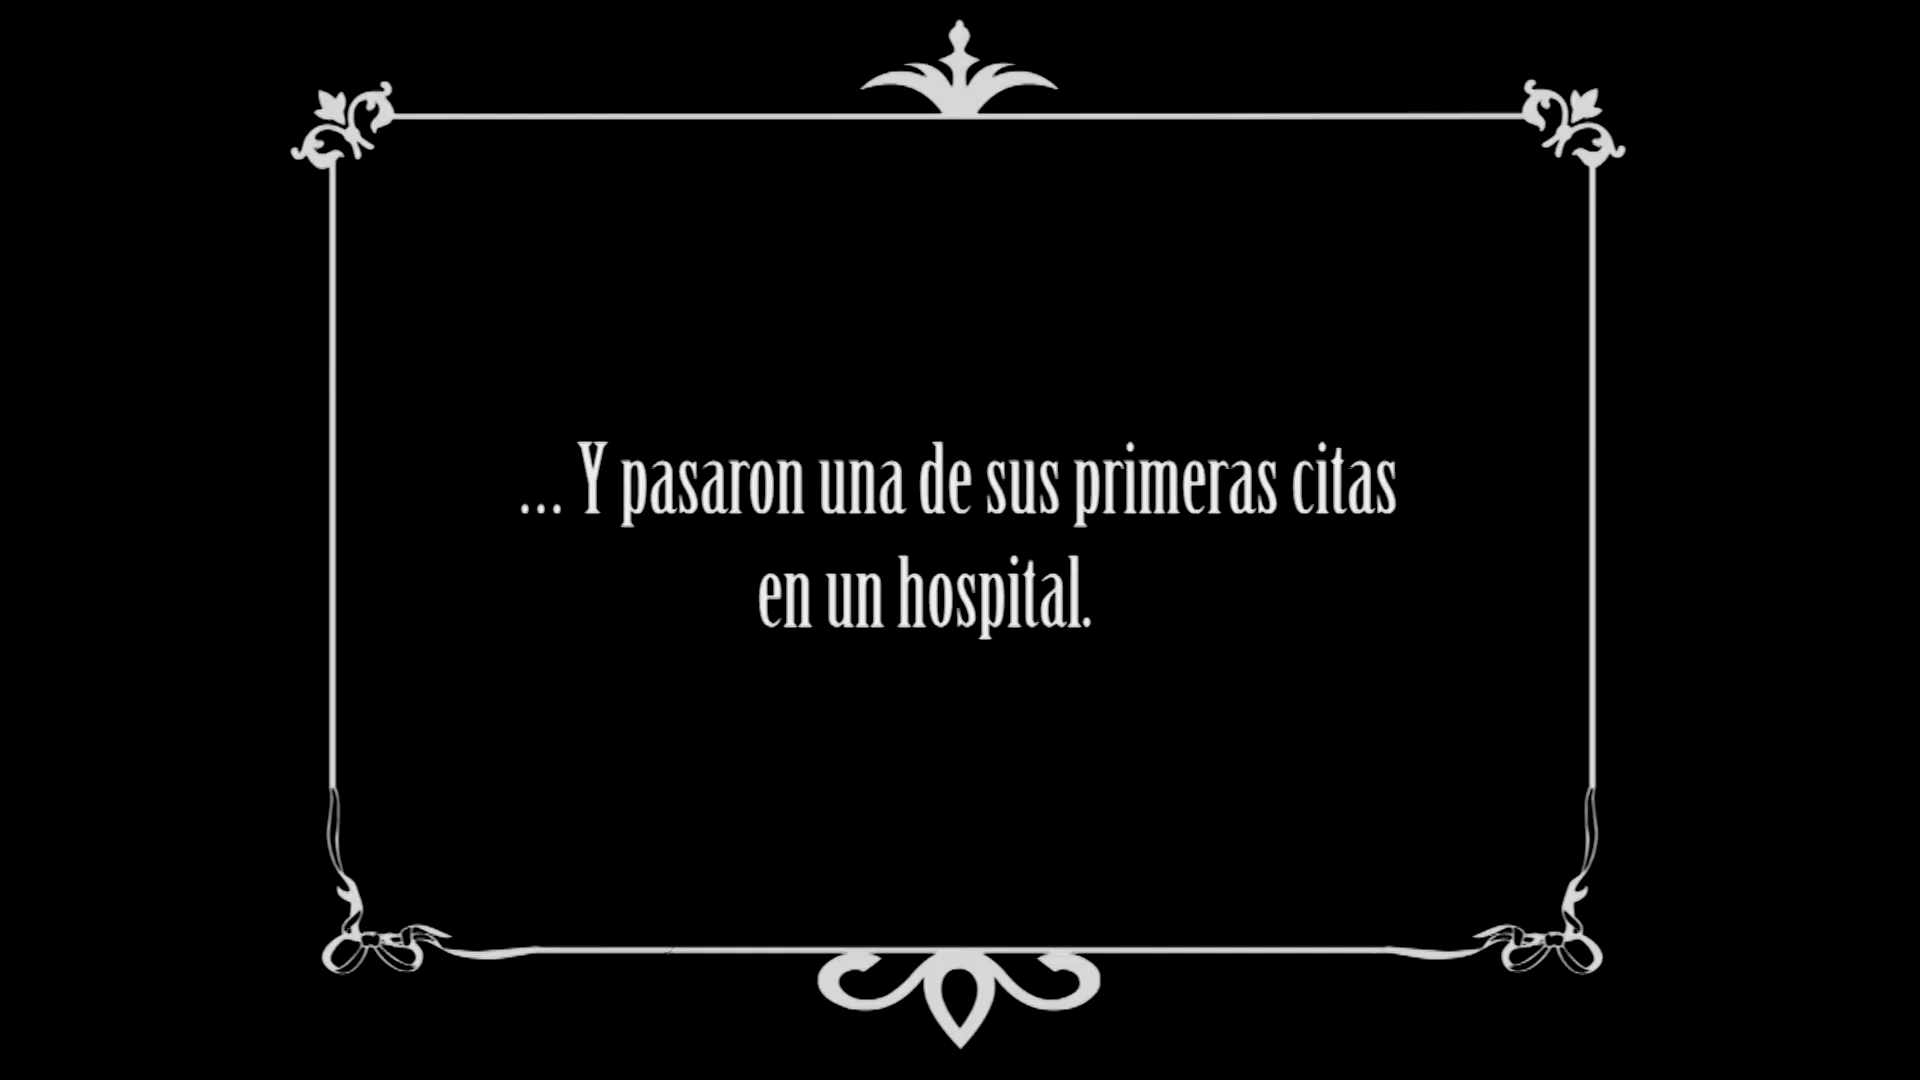 ... Y pasaron una de sus primeras citas
en un hospital.